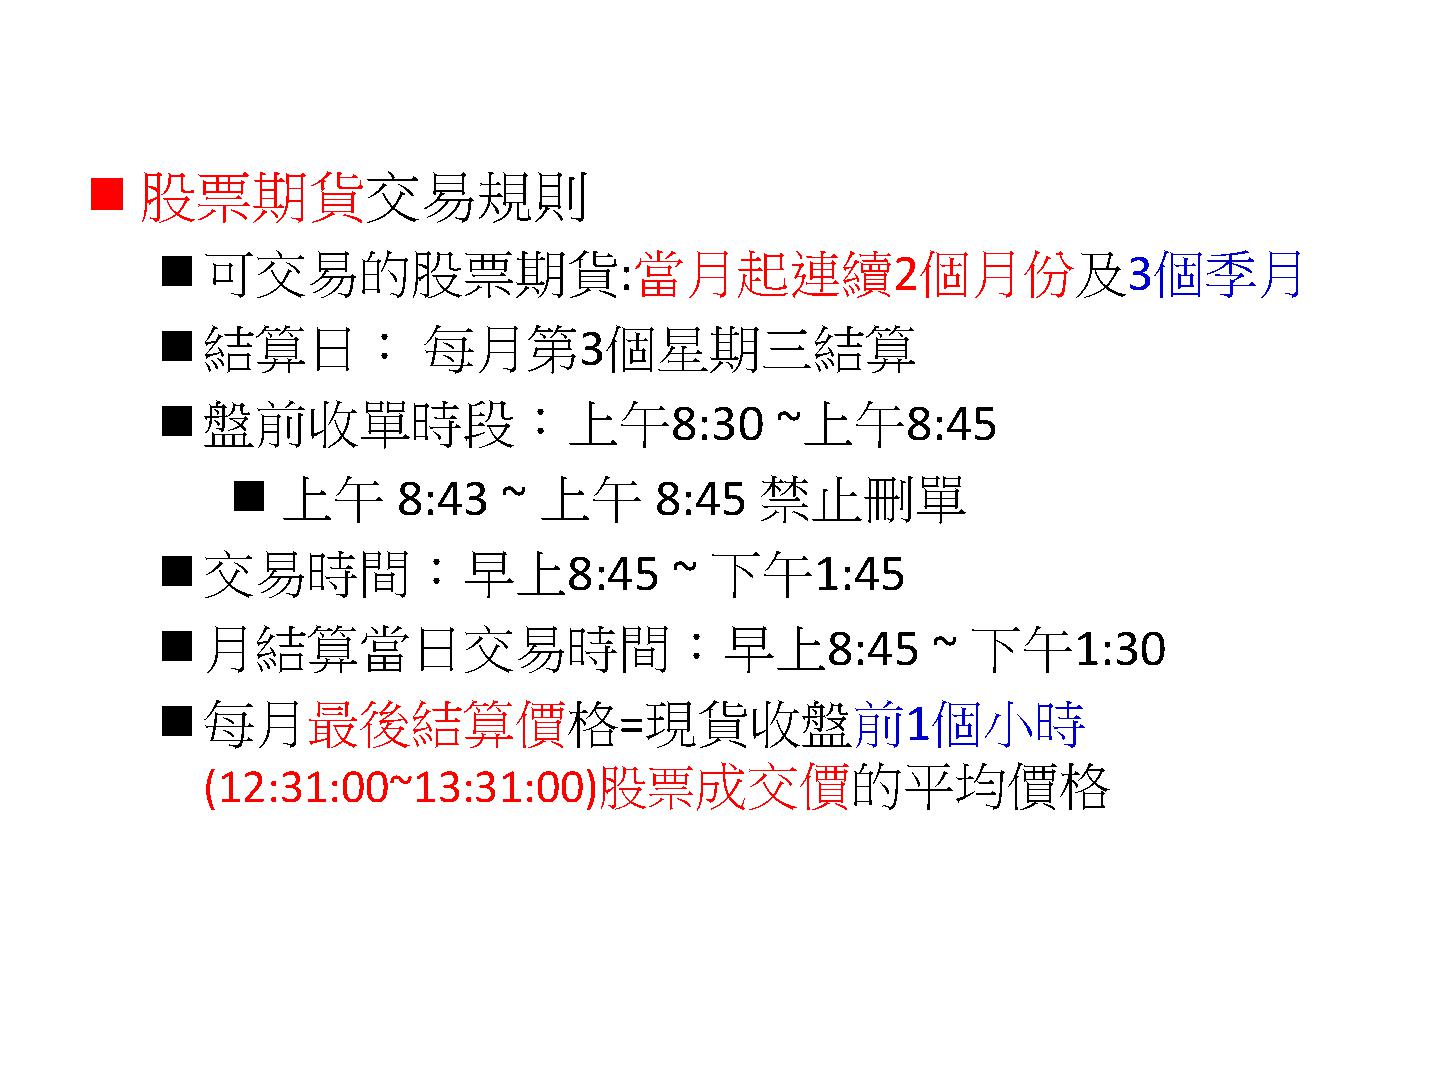 股票期貨交易規則
可交易的股票期貨:當月起連續2個月份及3個季月
結算日： 每月第3個星期三結算
盤前收單時段：上午8:30 ~上午8:45
上午 8:43 ~ 上午 8:45 禁止刪單
交易時間：早上8:45 ~ 下午1:45
月結算當日交易時間：早上8:45 ~ 下午1:30
每月最後結算價格=現貨收盤前1個小時
(12:31:00~13:31:00)股票成交價的平均價格